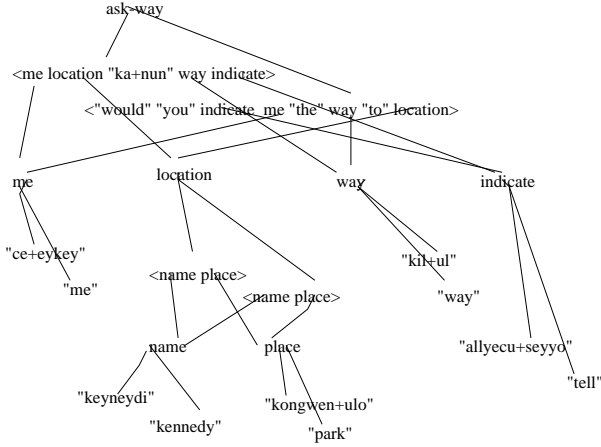 ask-way
<me location "ka+nun" way indicate>
<"would" "you" indicate me "the" way "to" location>
me
location
way
indicate
"ce+eykey"
"me"
"kil+ul"
"way"
<name place>
<name place>
name
place
"allyecu+seyyo"
"tell"
"keyneydi"
"kennedy"
"kongwen+ulo"
"park"